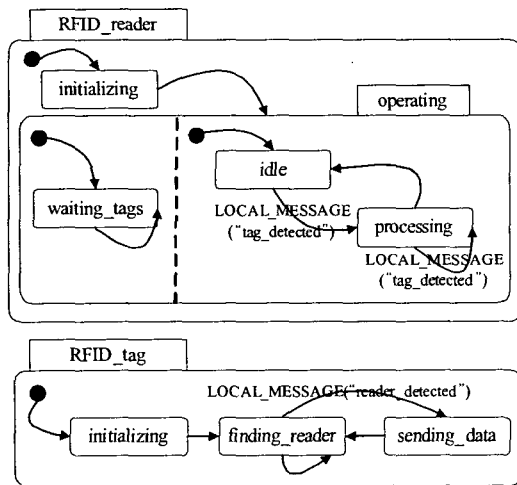 RFID_reader
initializing
operating
idle
waiting_tags
LOCAL_MESSAGE
("tag_detected")
processing
LOCAL_MESSAGE
("tag_detected")
RFID_tag
LOCAL_MESSAGE("reader_detected")
initializing
finding_reader
sending_data